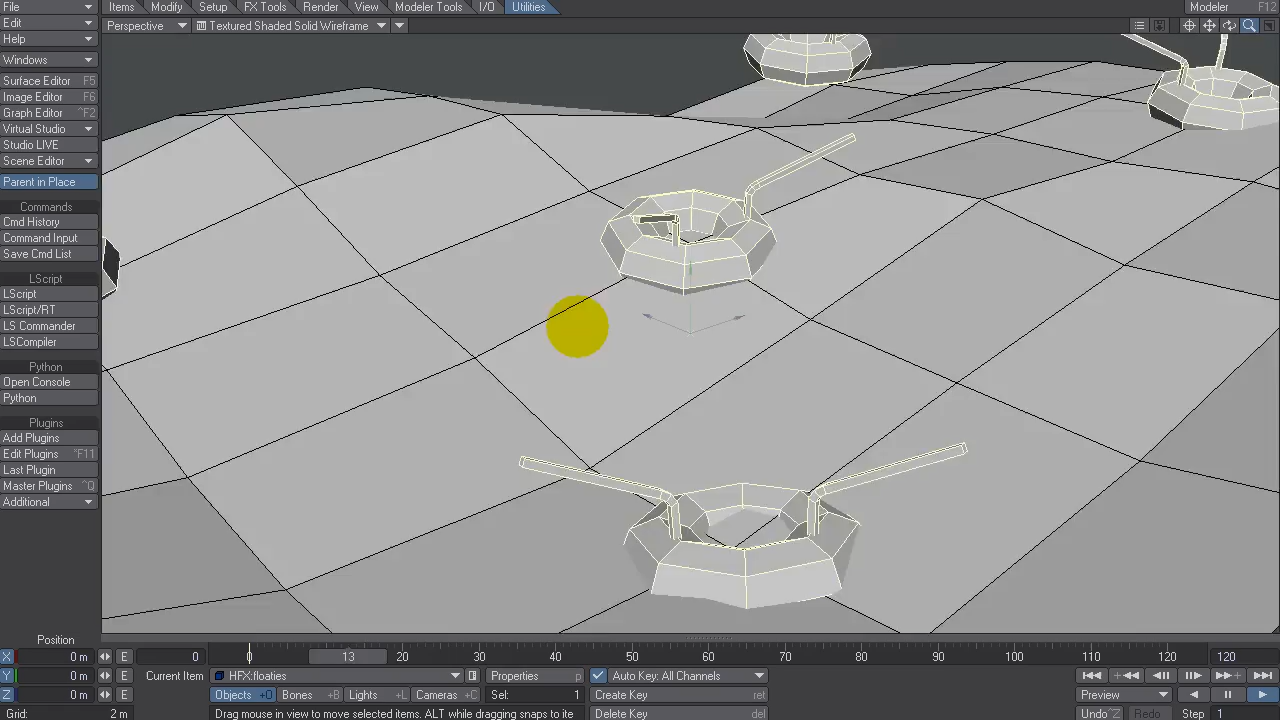 File Items Modify Setup FX Tools Render View Modeler Tools I/O Utilities Modeler F12
Edit Perspective Textured Shaded Solid Wireframe
Help
Windows
Surface Editor F5
Image Editor F6
Graph Editor ^F2
Virtual Studio
Studio LIVE
Scene Editor
Parent in Place
Commands
Cmd History
Command Input
Save Cmd List
LScript
LScript
LScript/RT
LS Commander
LSCompiler
Python
Open Console
Python
Plugins
Add Plugins
Edit Plugins ^F11
Last Plugin
Master Plugins ^Q
Additional
Position
X 0 m E 0 0 13 20 30 40 50 60 70 80 90 100 110 120 120
Y 0 m E Current Item HFX:floaties Properties p Auto Key: All Channels
Z 0 m E Objects +O Bones +B Lights +L Cameras +C Sel: 1 Create Key ret Preview
Grid: 2 m Drag mouse in view to move selected items. ALT while dragging snaps to ite Delete Key del Undo ^Z Redo Step 1